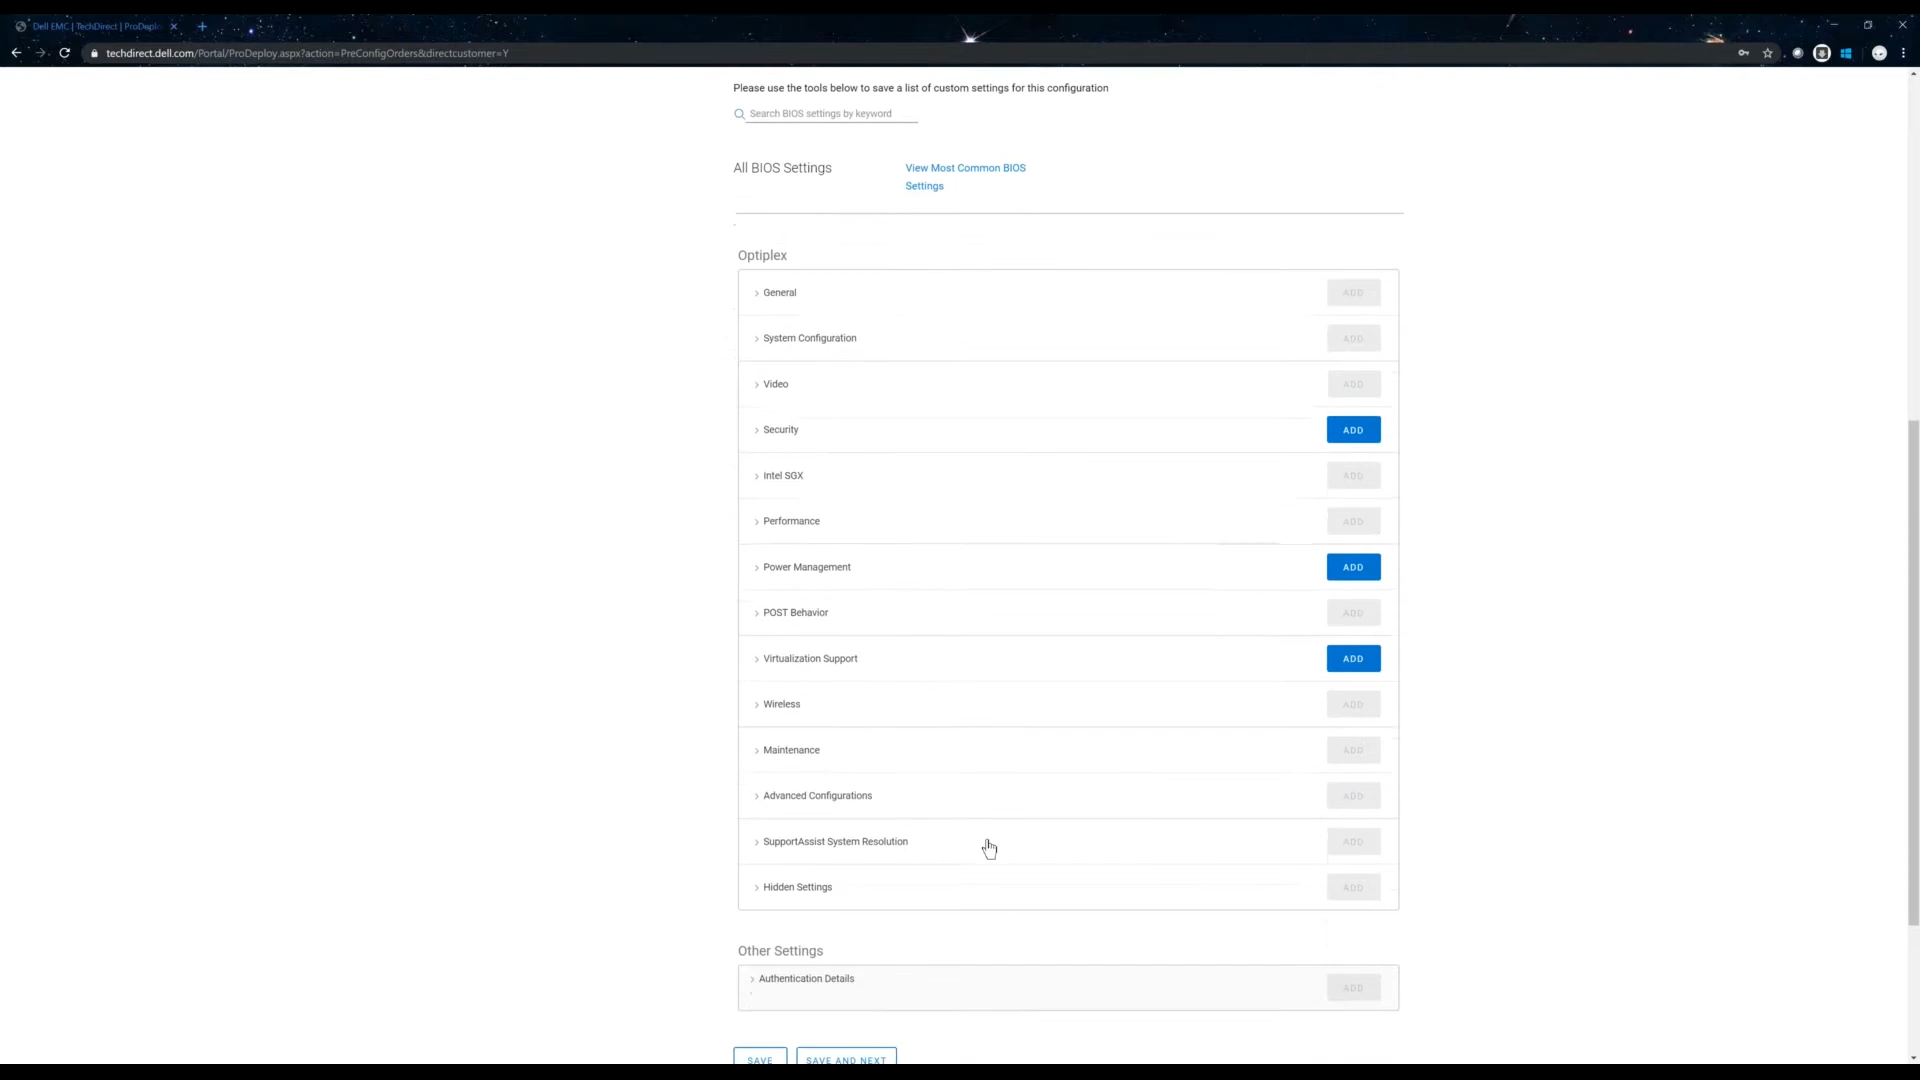 Dell EMC | TechDirect | ProDeplo
techdirect.dell.com/Portal/ProDeploy.aspx?action=PreConfigOrders&directcustomer=Y
Please use the tools below to save a list of custom settings for this configuration
Search BIOS settings by keyword
All BIOS Settings
View Most Common BIOS
Settings
Optiplex
General
ADD
System Configuration
ADD
Video
ADD
Security
ADD
Intel SGX
ADD
Performance
ADD
Power Management
ADD
POST Behavior
ADD
Virtualization Support
ADD
Wireless
ADD
Maintenance
ADD
Advanced Configurations
ADD
SupportAssist System Resolution
ADD
Hidden Settings
ADD
Other Settings
Authentication Details
ADD
SAVE
SAVE AND NEXT